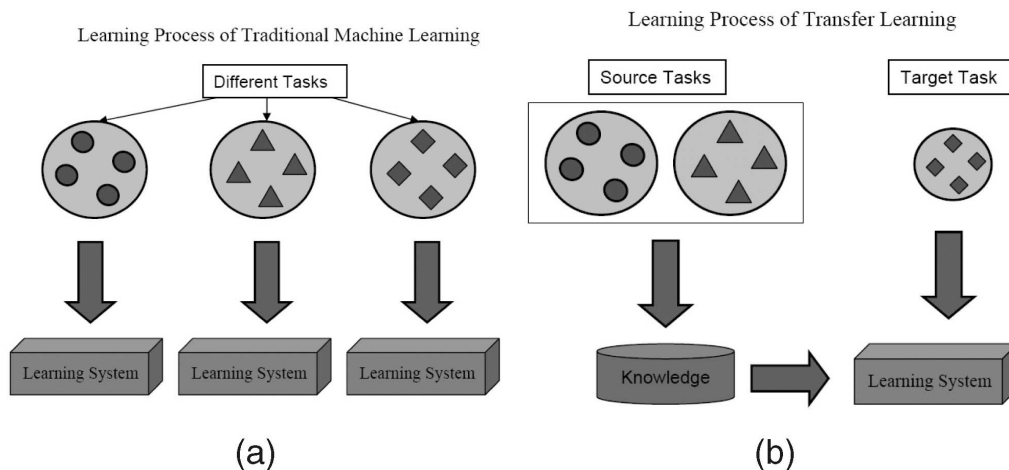 Learning Process of Traditional Machine Learning
Different Tasks
Learning System
Learning System
Learning System
(a)
Learning Process of Transfer Learning
Source Tasks
Target Task
Knowledge
Learning System
(b)